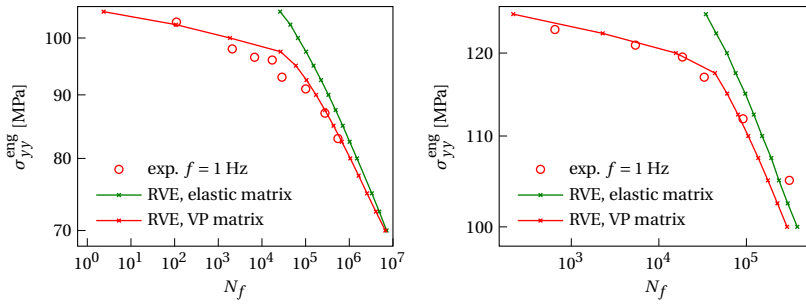 100
90
80
70
σ_yy^eng [MPa]
exp. f = 1 Hz
RVE, elastic matrix
RVE, VP matrix
10^0 10^1 10^2 10^3 10^4 10^5 10^6 10^7
N_f
120
110
100
σ_yy^eng [MPa]
exp. f = 1 Hz
RVE, elastic matrix
RVE, VP matrix
10^3 10^4 10^5
N_f